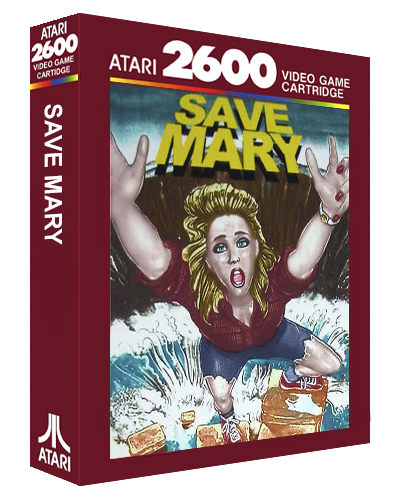 ATARI
2600
VIDEO GAME
CARTRIDGE
SAVE MARY
ATARI
ATARI 2600 VIDEO GAME
CARTRIDGE
SAVE
MARY